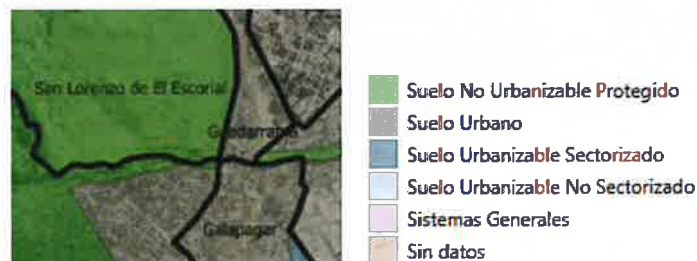 San Lorenzo de El Escorial
Guadarrama
Galapagar
Suelo No Urbanizable Protegido
Suelo Urbano
Suelo Urbanizable Sectorizado
Suelo Urbanizable No Sectorizado
Sistemas Generales
Sin datos